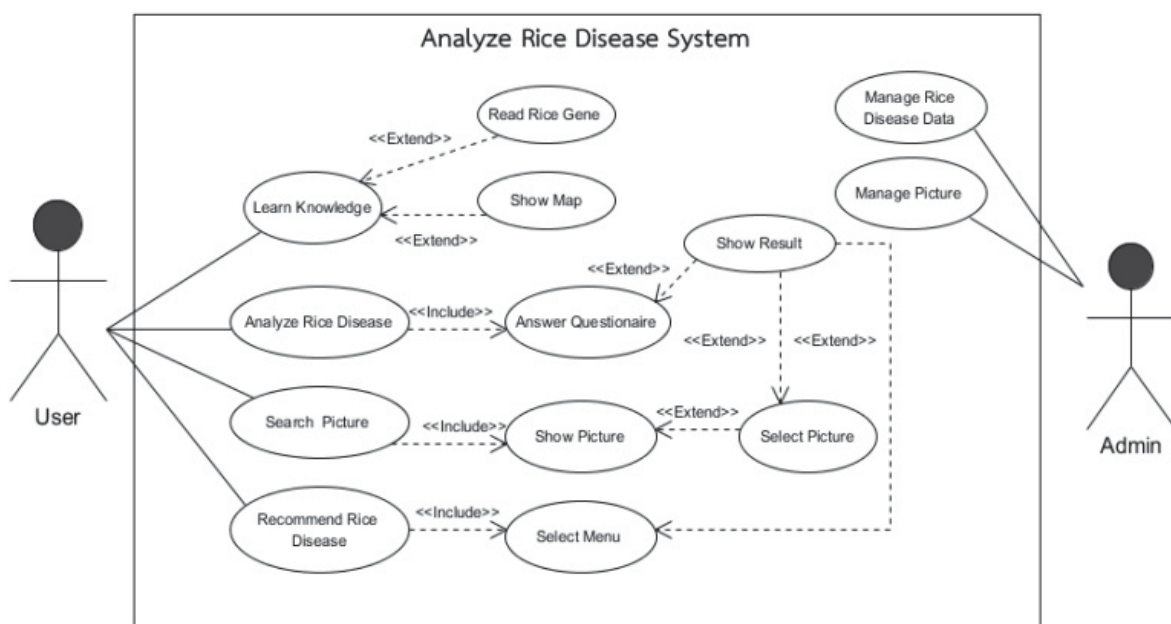 Analyze Rice Disease System
Read Rice Gene
<<Extend>>
Learn Knowledge
Show Map
<<Extend>>
Manage Rice
Disease Data
Manage Picture
Show Result
<<Extend>>
Analyze Rice Disease
<<Include>>
Answer Questionaire
<<Extend>>
<<Extend>>
Search Picture
<<Include>>
Show Picture
<<Extend>>
Select Picture
Recommend Rice
Disease
<<Include>>
Select Menu
User
Admin